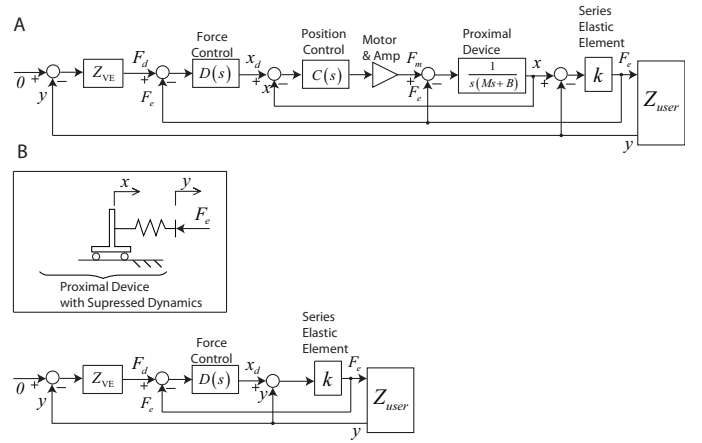 A
Force
Control
Position
Control
Motor
& Amp
Proximal
Device
Series
Elastic
Element
0 + − y
Z_VE
F_d + − F_e
D(s)
x_d + − x
C(s)
F_m + − F_e
1
s(Ms+B)
x + −
k
F_e
Z_user
y
B
x y
F_e
Proximal Device
with Supressed Dynamics
Force
Control
Series
Elastic
Element
0 + − y
Z_VE
F_d + − F_e
D(s)
x_d + − y
k
F_e
Z_user
y